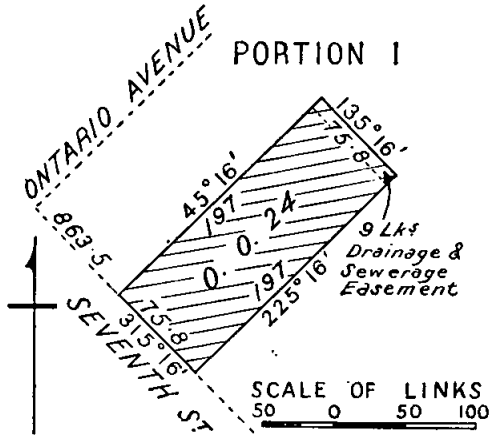 ONTARIO AVENUE
PORTION 1
135°16'
75·8
45°16'
197
0. 0. 24
197
225°16'
9 Lks
Drainage &
Sewerage
Easement
863·5
75·8
315°16'
SEVENTH ST.
SCALE OF LINKS
50 0 50 100